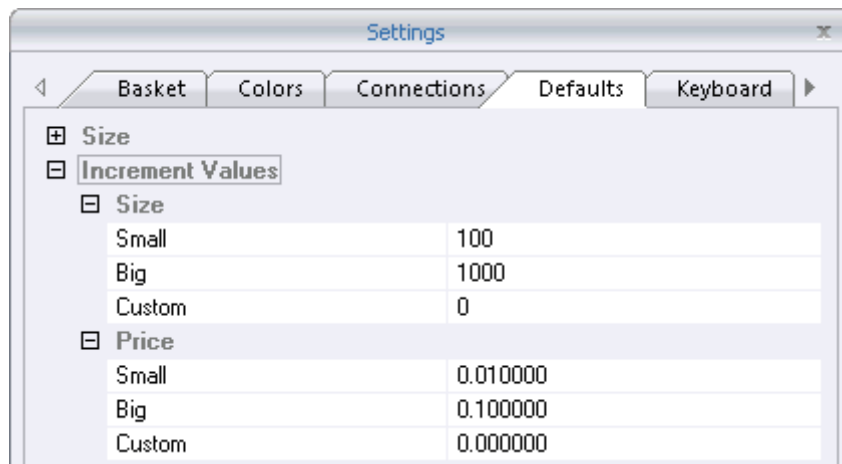 Settings
Basket Colors Connections Defaults Keyboard
Size
Increment Values
Size
Small 100
Big 1000
Custom 0
Price
Small 0.010000
Big 0.100000
Custom 0.000000